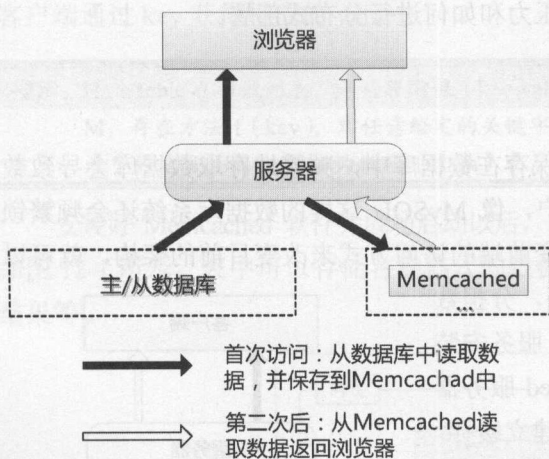 浏览器
服务器
主/从数据库
Memcached
...
首次访问：从数据库中读取数
据，并保存到Memcachad中
第二次后：从Memcached读
取数据返回浏览器